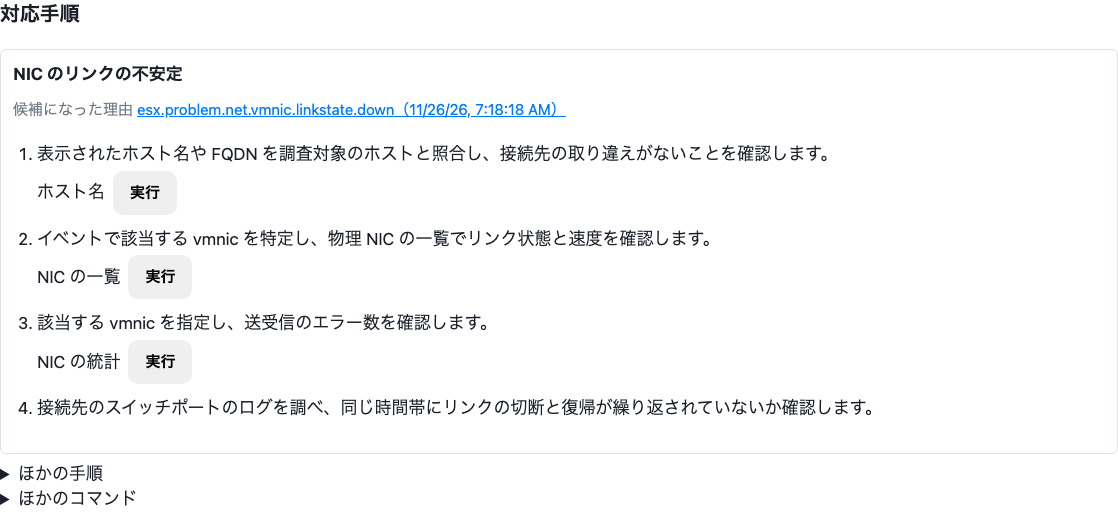 対応手順
NIC のリンクの不安定
候補になった理由 esx.problem.net.vmnic.linkstate.down（11/26/26, 7:18:18 AM）
1. 表示されたホスト名や FQDN を調査対象のホストと照合し、接続先の取り違えがないことを確認します。
ホスト名 実行
2. イベントで該当する vmnic を特定し、物理 NIC の一覧でリンク状態と速度を確認します。
NIC の一覧 実行
3. 該当する vmnic を指定し、送受信のエラー数を確認します。
NIC の統計 実行
4. 接続先のスイッチポートのログを調べ、同じ時間帯にリンクの切断と復帰が繰り返されていないか確認します。
▶ ほかの手順
▶ ほかのコマンド